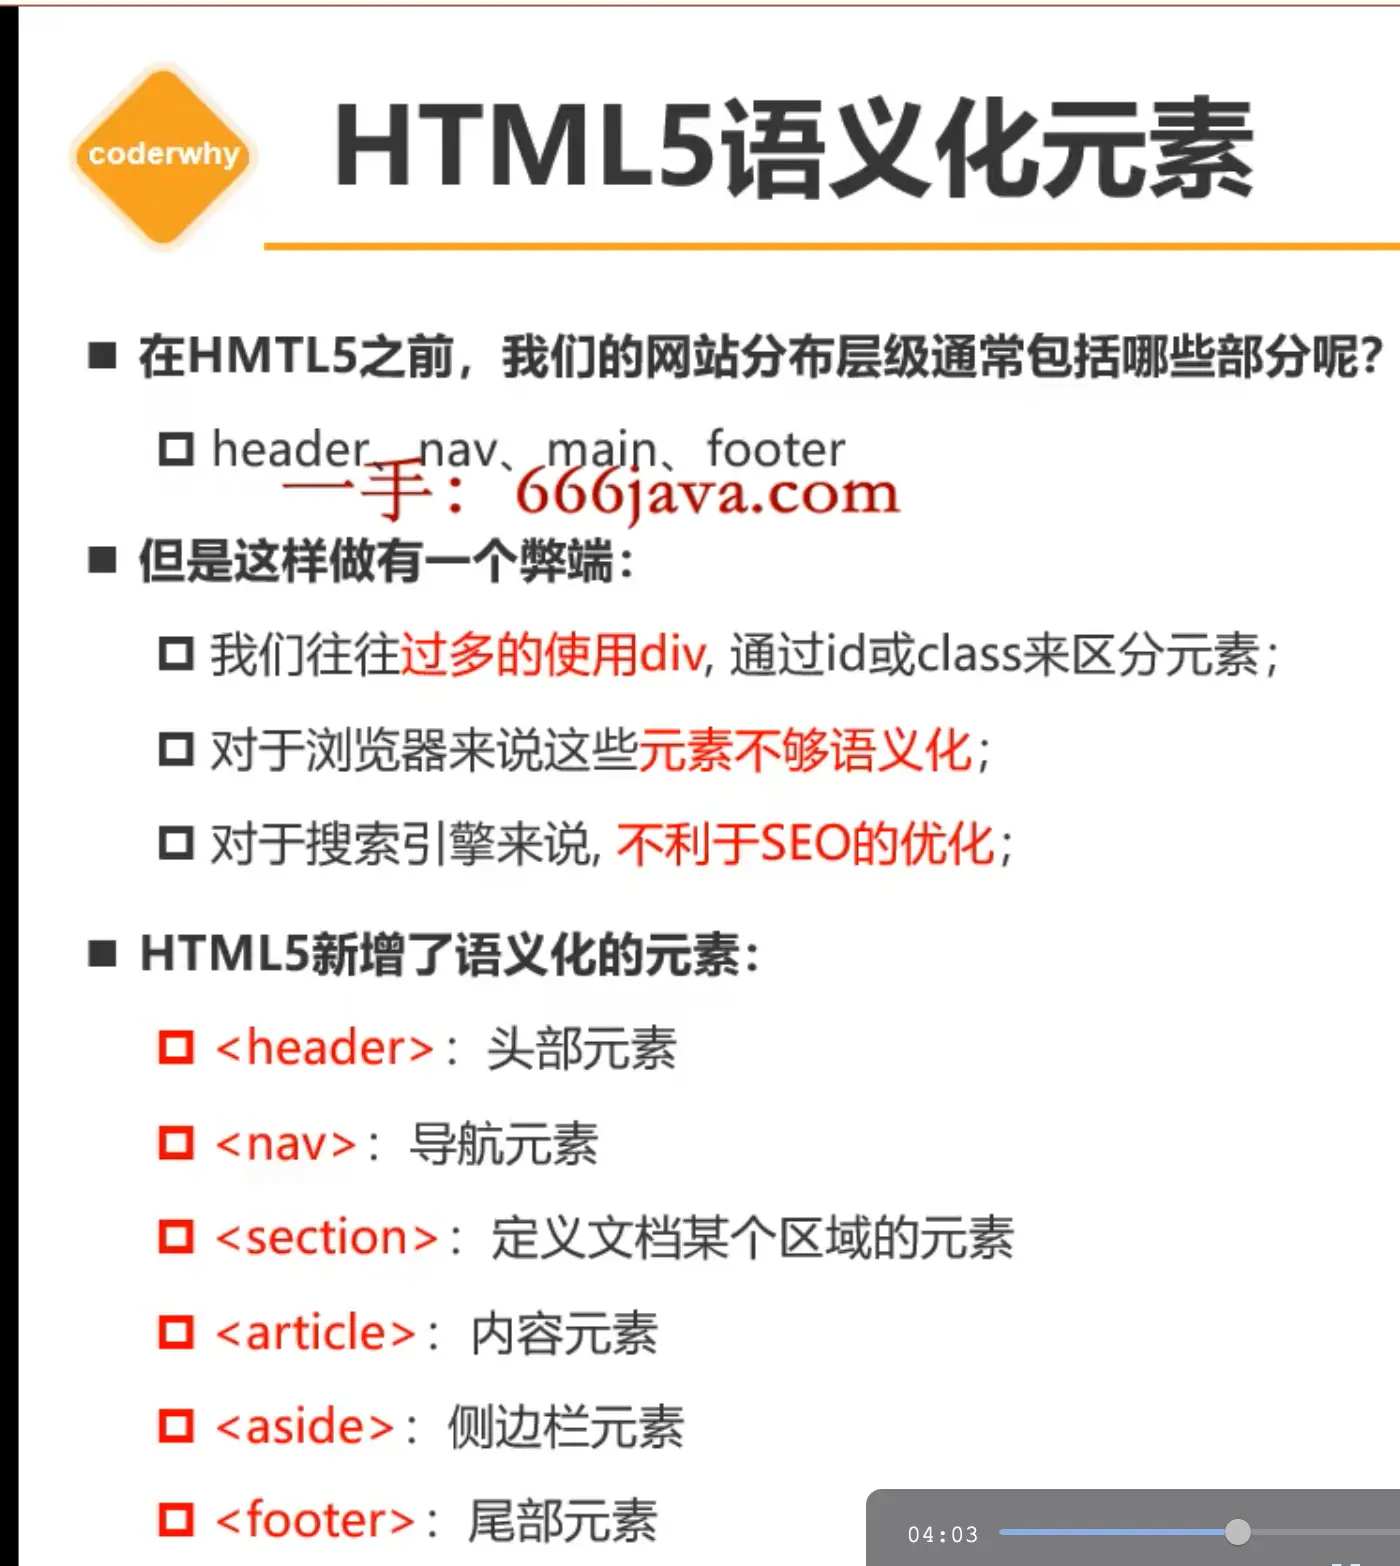 coderwhy
HTML5语义化元素
在HMTL5之前，我们的网站分布层级通常包括哪些部分呢？
header、nav、main、footer
一手：666java.com
但是这样做有一个弊端：
我们往往过多的使用div, 通过id或class来区分元素；
对于浏览器来说这些元素不够语义化；
对于搜索引擎来说, 不利于SEO的优化；
HTML5新增了语义化的元素：
<header>：头部元素
<nav>：导航元素
<section>：定义文档某个区域的元素
<article>：内容元素
<aside>：侧边栏元素
<footer>：尾部元素
04:03